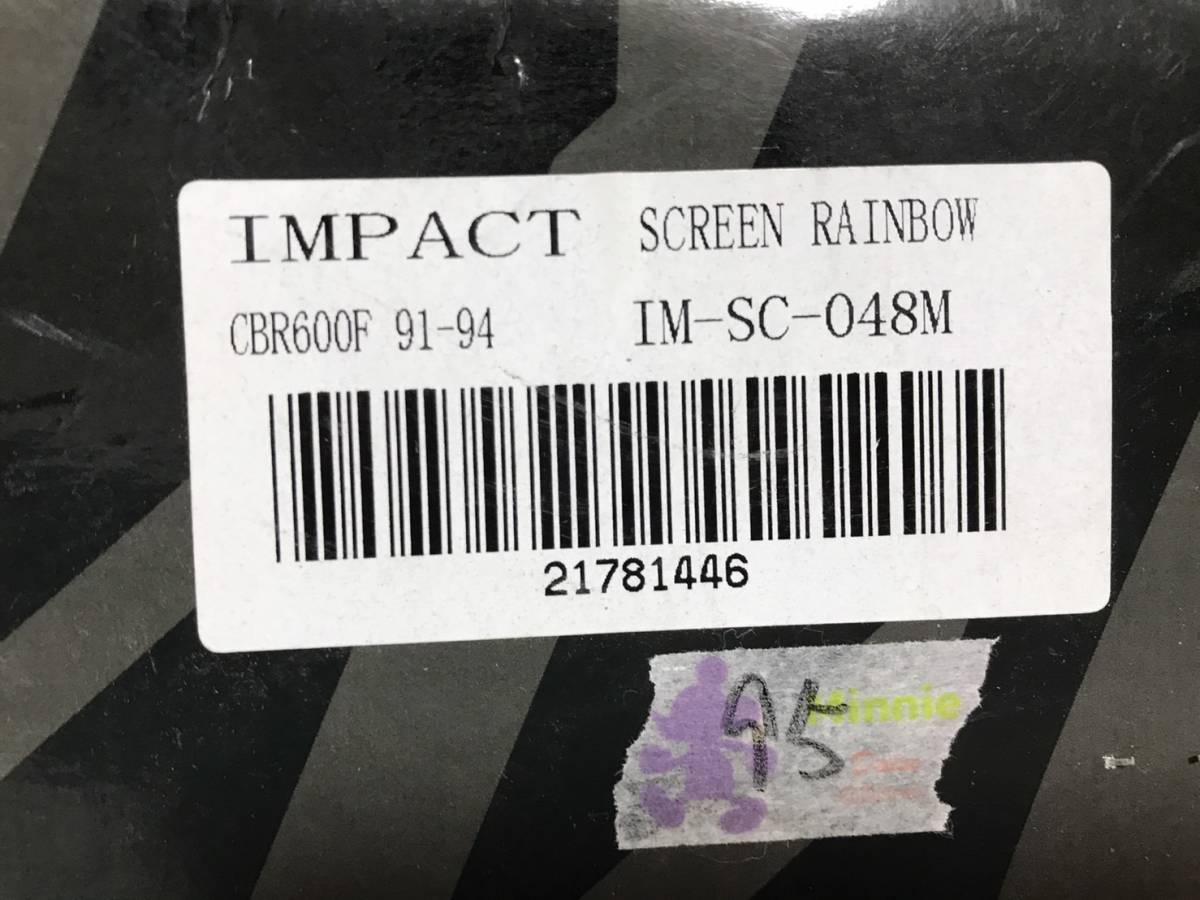 IMPACT SCREEN RAINBOW
CBR600F 91-94 IM-SC-048M
21781446
95 Minnie